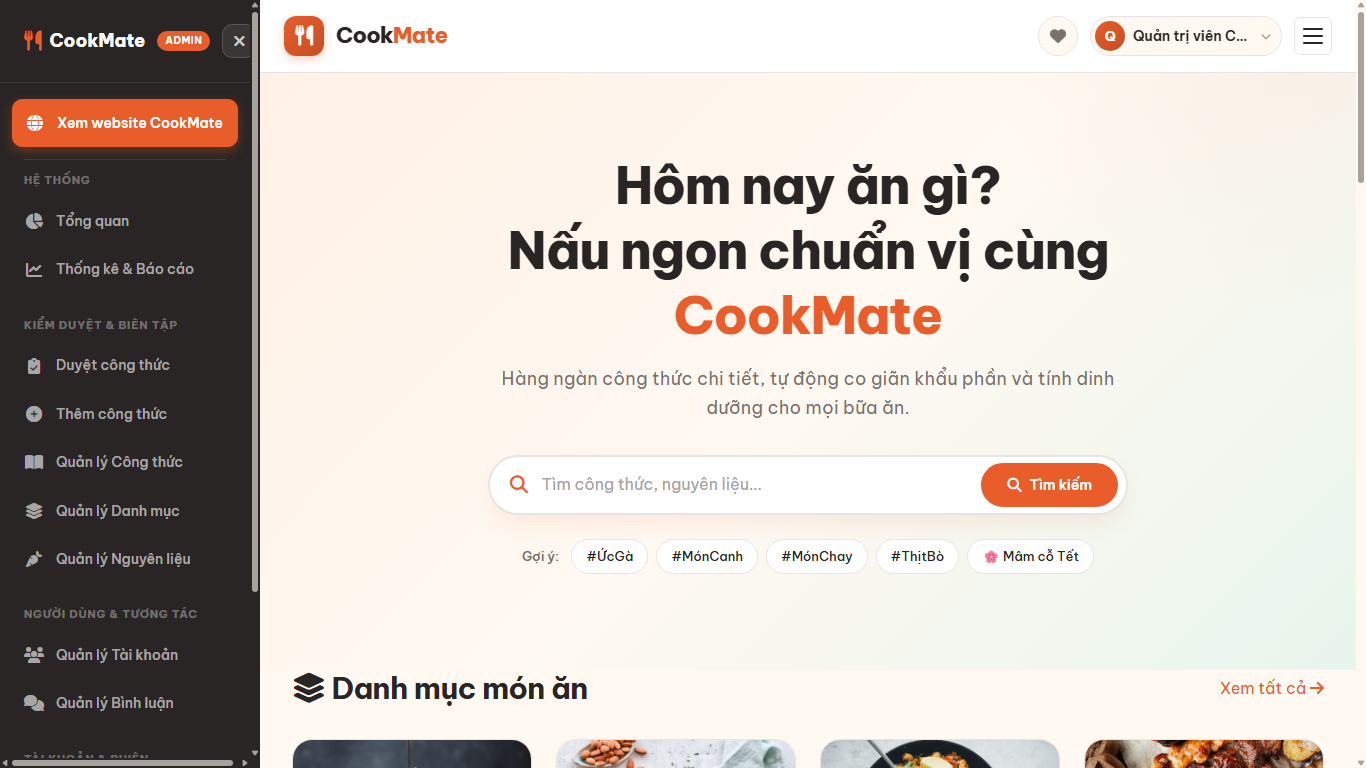 CookMate ADMIN
Xem website CookMate
HỆ THỐNG
Tổng quan
Thống kê & Báo cáo
KIỂM DUYỆT & BIÊN TẬP
Duyệt công thức
Thêm công thức
Quản lý Công thức
Quản lý Danh mục
Quản lý Nguyên liệu
NGƯỜI DÙNG & TƯƠNG TÁC
Quản lý Tài khoản
Quản lý Bình luận
CookMate
Q Quản trị viên C...
Hôm nay ăn gì?
Nấu ngon chuẩn vị cùng
CookMate
Hàng ngàn công thức chi tiết, tự động co giãn khẩu phần và tính dinh
dưỡng cho mọi bữa ăn.
Tìm công thức, nguyên liệu... Tìm kiếm
Gợi ý: #ỨcGà #MónCanh #MónChay #ThịtBò Mâm cỗ Tết
Danh mục món ăn Xem tất cả